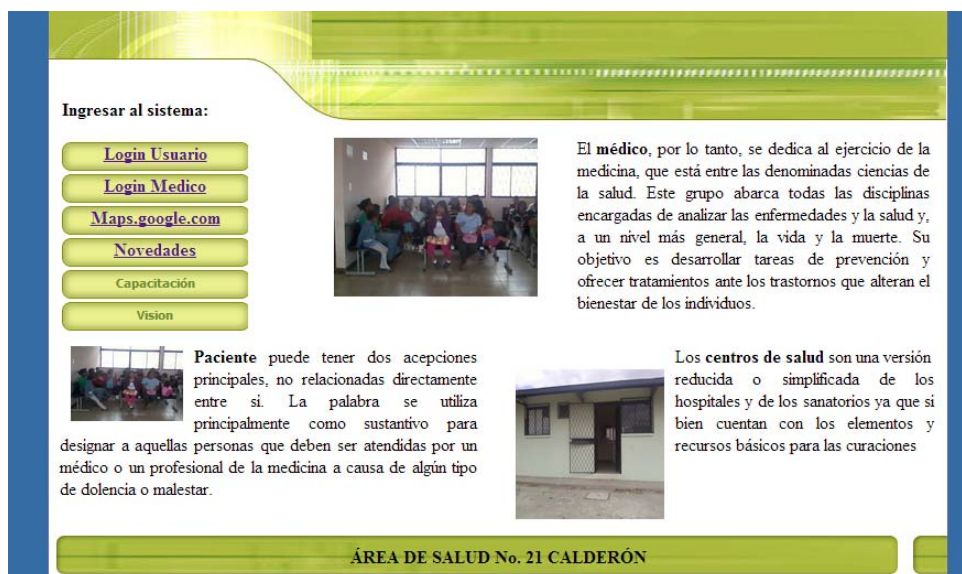 Ingresar al sistema:
Login Usuario
Login Medico
Maps.google.com
Novedades
Capacitación
Vision
El médico, por lo tanto, se dedica al ejercicio de la
medicina, que está entre las denominadas ciencias de
la salud. Este grupo abarca todas las disciplinas
encargadas de analizar las enfermedades y la salud y,
a un nivel más general, la vida y la muerte. Su
objetivo es desarrollar tareas de prevención y
ofrecer tratamientos ante los trastornos que alteran el
bienestar de los individuos.
Paciente puede tener dos acepciones
principales, no relacionadas directamente
entre sí. La palabra se utiliza
principalmente como sustantivo para
designar a aquellas personas que deben ser atendidas por un
médico o un profesional de la medicina a causa de algún tipo
de dolencia o malestar.
Los centros de salud son una versión
reducida o simplificada de los
hospitales y de los sanatorios ya que si
bien cuentan con los elementos y
recursos básicos para las curaciones
ÁREA DE SALUD No. 21 CALDERÓN